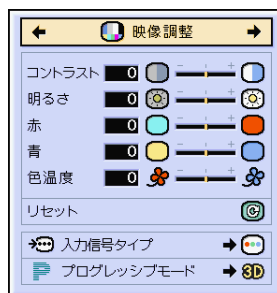 映像調整
コントラスト 0
明るさ 0
赤 0
青 0
色温度 0
リセット
入力信号タイプ
P プログレッシブモード 3D